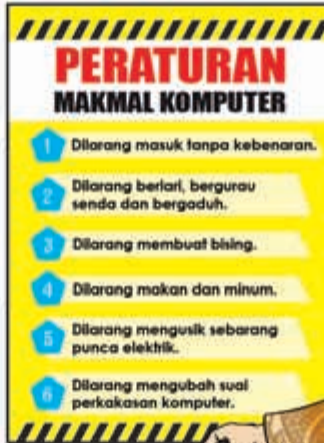 PERATURAN
MAKMAL KOMPUTER
1 Dilarang masuk tanpa kebenaran.
2 Dilarang berlari, bergurau
senda dan bergaduh.
3 Dilarang membuat bising.
4 Dilarang makan dan minum.
5 Dilarang mengusik sebarang
punca elektrik.
6 Dilarang mengubah suai
perkakasan komputer.